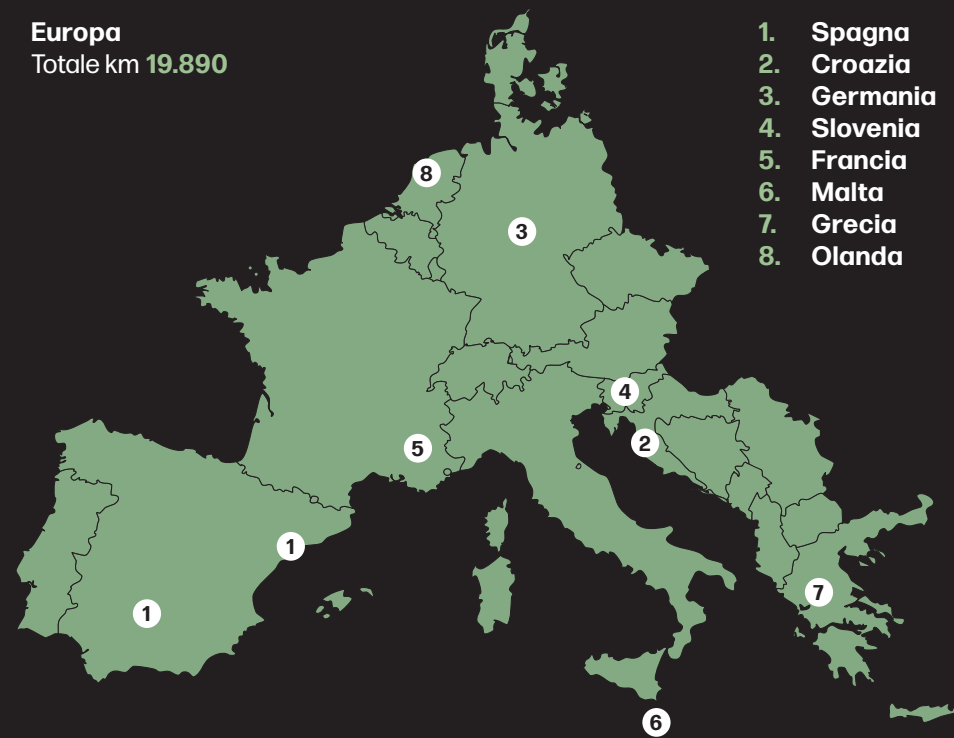 Europa
Totale km 19.890
1. Spagna
2. Croazia
3. Germania
4. Slovenia
5. Francia
6. Malta
7. Grecia
8. Olanda
8
3
4
2
5
1
7
1
6